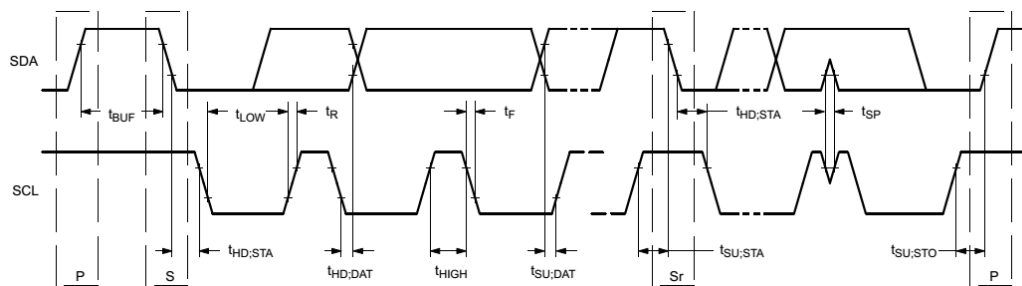 SDA
tBUF
tLOW
tR
tF
tHD;STA
tSP
SCL
tHD;STA
tHD;DAT
tHIGH
tSU;DAT
tSU;STA
tSU;STO
P
S
Sr
P